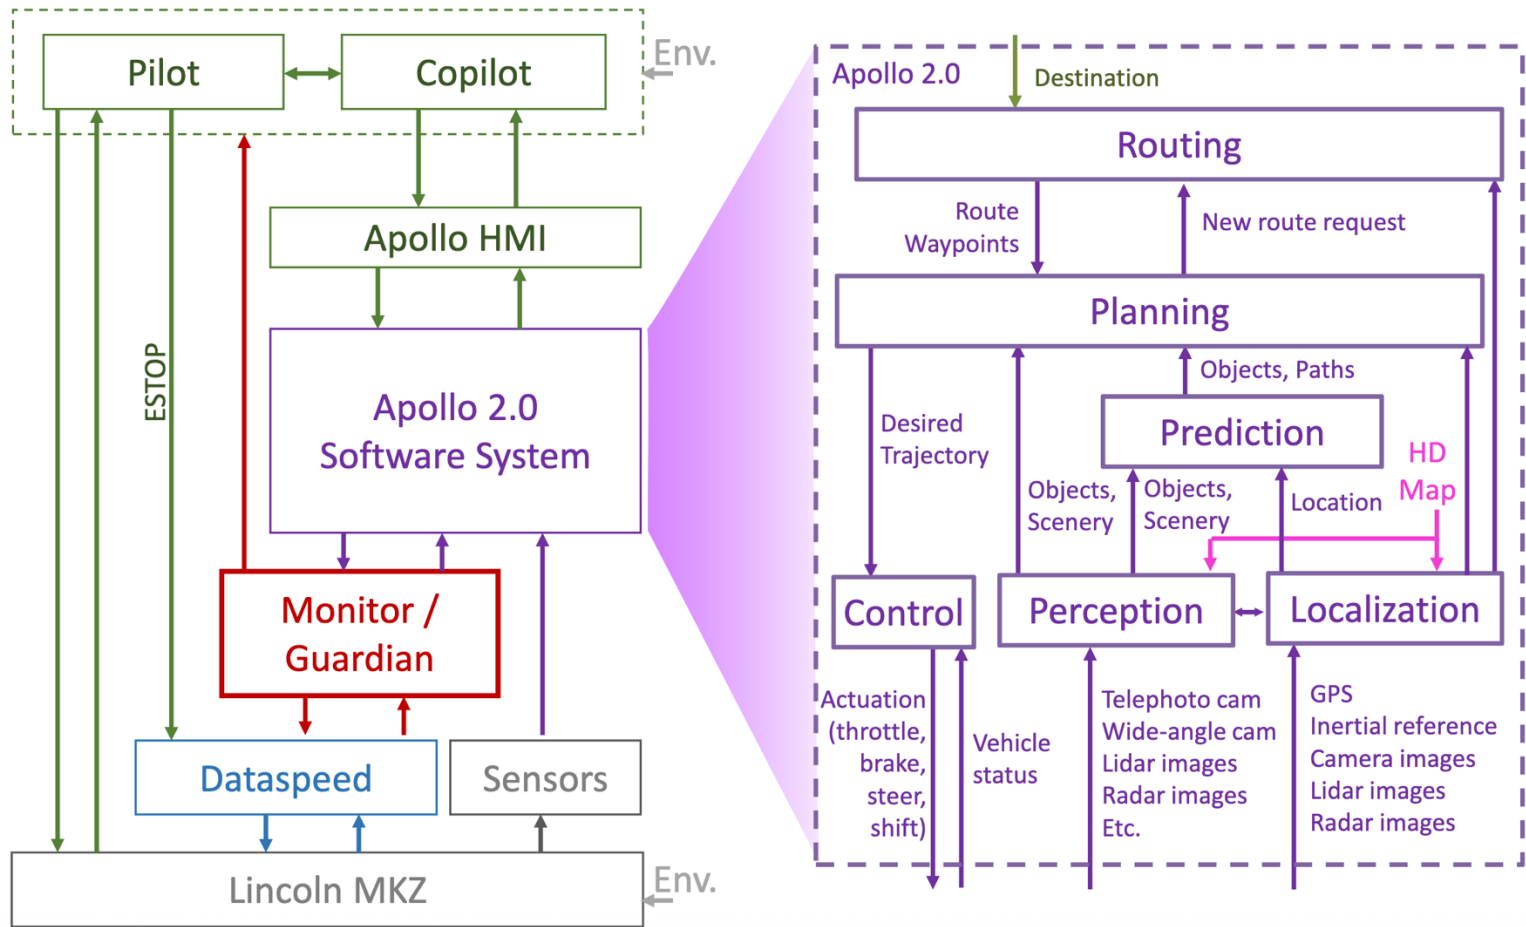 Pilot
Copilot
Env.
Apollo HMI
ESTOP
Apollo 2.0
Software System
Monitor /
Guardian
Dataspeed
Sensors
Lincoln MKZ
Env.
Apollo 2.0
Destination
Routing
Route
Waypoints
New route request
Planning
Objects, Paths
Desired
Trajectory
Prediction
HD
Map
Objects,
Scenery
Objects,
Scenery
Location
Control
Perception
Localization
Actuation
(throttle,
brake,
steer,
shift)
Vehicle
status
Telephoto cam
Wide-angle cam
Lidar images
Radar images
Etc.
GPS
Inertial reference
Camera images
Lidar images
Radar images